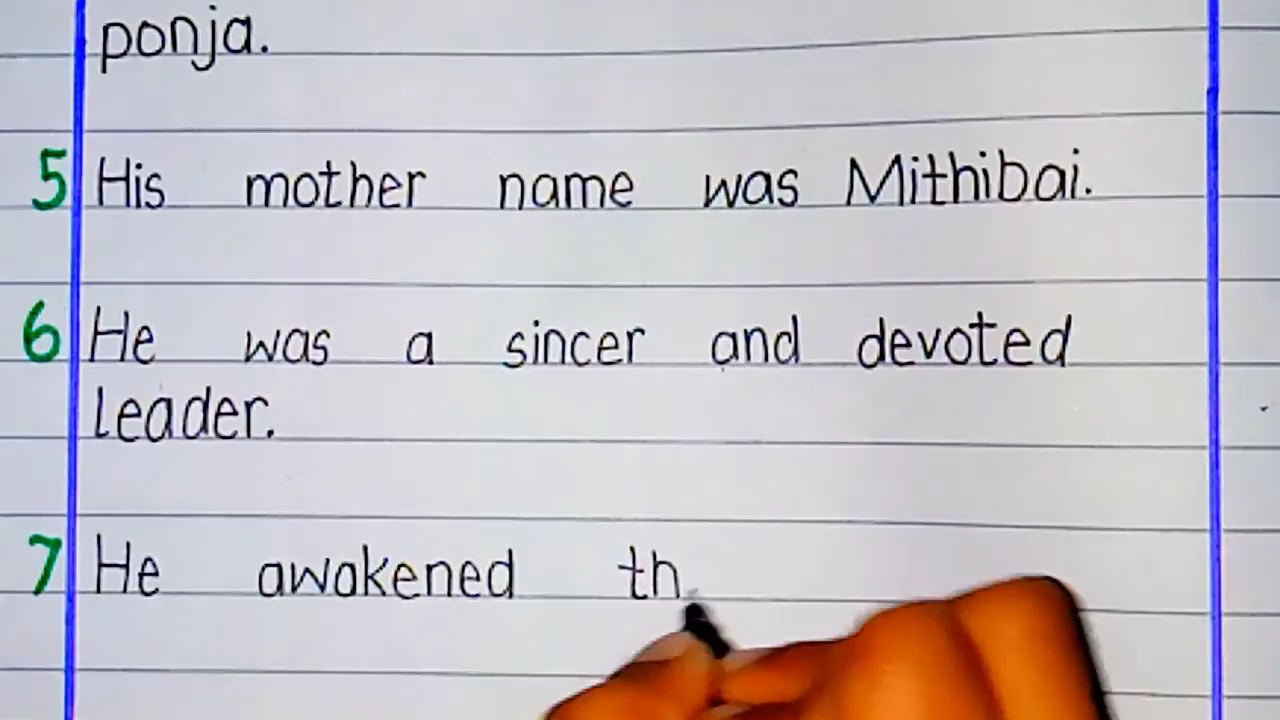 ponja.
5 His mother name was Mithibai.
6 He was a sincer and devoted
leader.
7 He awakened th